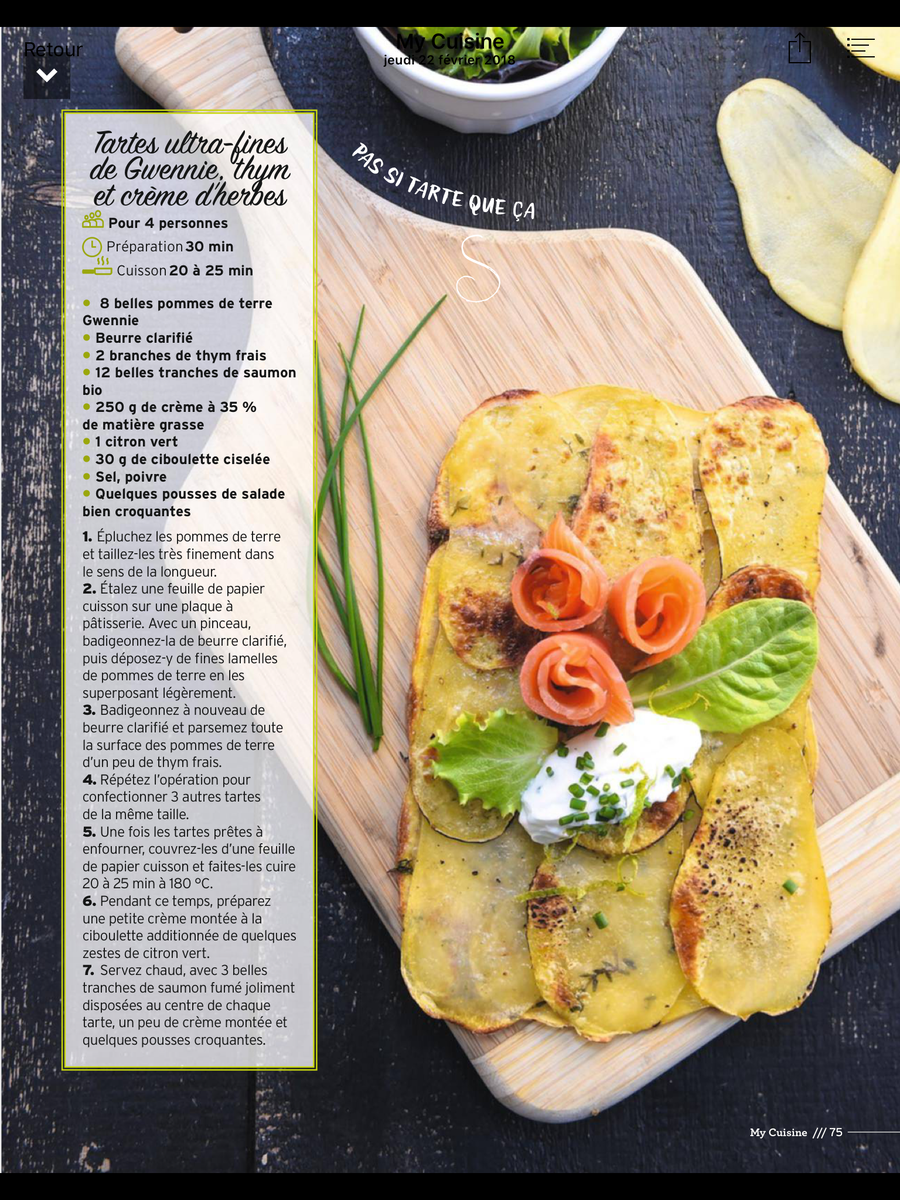 Retour
My Cuisine
jeudi 22 février 2018
PAS SI TARTE QUE ÇA
Tartes ultra-fines
de Gwennie, thym
et crème d'herbes
Pour 4 personnes
Préparation 30 min
Cuisson 20 à 25 min
• 8 belles pommes de terre
Gwennie
• Beurre clarifié
• 2 branches de thym frais
• 12 belles tranches de saumon
bio
• 250 g de crème à 35 %
de matière grasse
• 1 citron vert
• 30 g de ciboulette ciselée
• Sel, poivre
• Quelques pousses de salade
bien croquantes
1. Épluchez les pommes de terre
et taillez-les très finement dans
le sens de la longueur.
2. Étalez une feuille de papier
cuisson sur une plaque à
pâtisserie. Avec un pinceau,
badigeonnez-la de beurre clarifié,
puis déposez-y de fines lamelles
de pommes de terre en les
superposant légèrement.
3. Badigeonnez à nouveau de
beurre clarifié et parsemez toute
la surface des pommes de terre
d'un peu de thym frais.
4. Répétez l'opération pour
confectionner 3 autres tartes
de la même taille.
5. Une fois les tartes prêtes à
enfourner, couvrez-les d'une feuille
de papier cuisson et faites-les cuire
20 à 25 min à 180 °C.
6. Pendant ce temps, préparez
une petite crème montée à la
ciboulette additionnée de quelques
zestes de citron vert.
7. Servez chaud, avec 3 belles
tranches de saumon fumé joliment
disposées au centre de chaque
tarte, un peu de crème montée et
quelques pousses croquantes.
My Cuisine /// 75